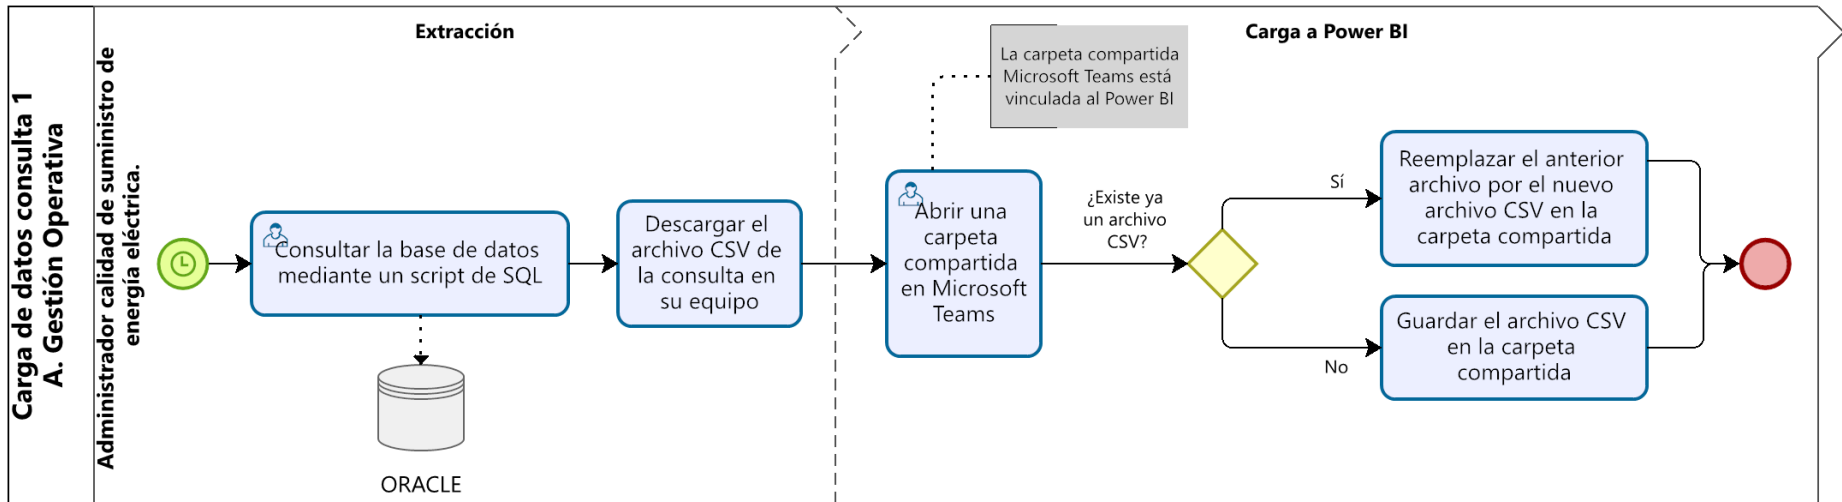 Carga de datos consulta 1
A. Gestión Operativa
Administrador calidad de suministro de
energía eléctrica.
Extracción
Consultar la base de datos
mediante un script de SQL
ORACLE
Descargar el
archivo CSV de
la consulta en
su equipo
Carga a Power BI
La carpeta compartida
Microsoft Teams está
vinculada al Power BI
Abrir una
carpeta
compartida
en Microsoft
Teams
¿Existe ya
un archivo
CSV?
Sí
Reemplazar el anterior
archivo por el nuevo
archivo CSV en la
carpeta compartida
No
Guardar el archivo CSV
en la carpeta
compartida